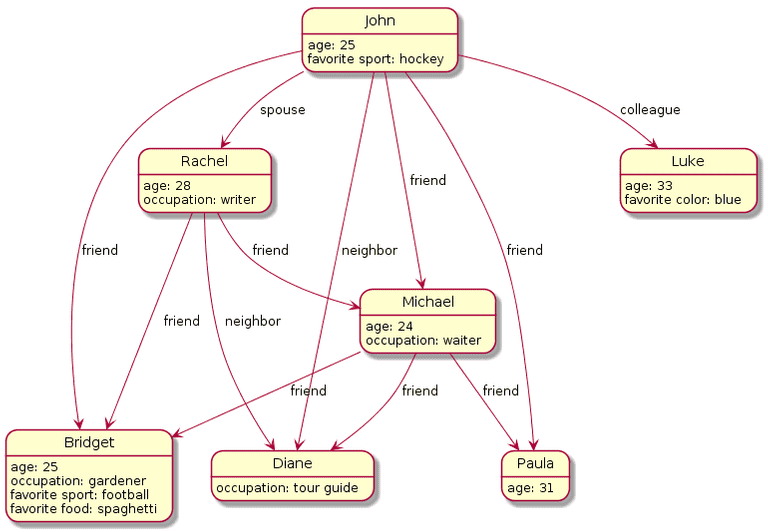 John
age: 25
favorite sport: hockey
spouse
colleague
Rachel
age: 28
occupation: writer
Luke
age: 33
favorite color: blue
friend
friend
neighbor
friend
friend
Michael
age: 24
occupation: waiter
friend
neighbor
friend
friend
friend
Bridget
age: 25
occupation: gardener
favorite sport: football
favorite food: spaghetti
Diane
occupation: tour guide
Paula
age: 31